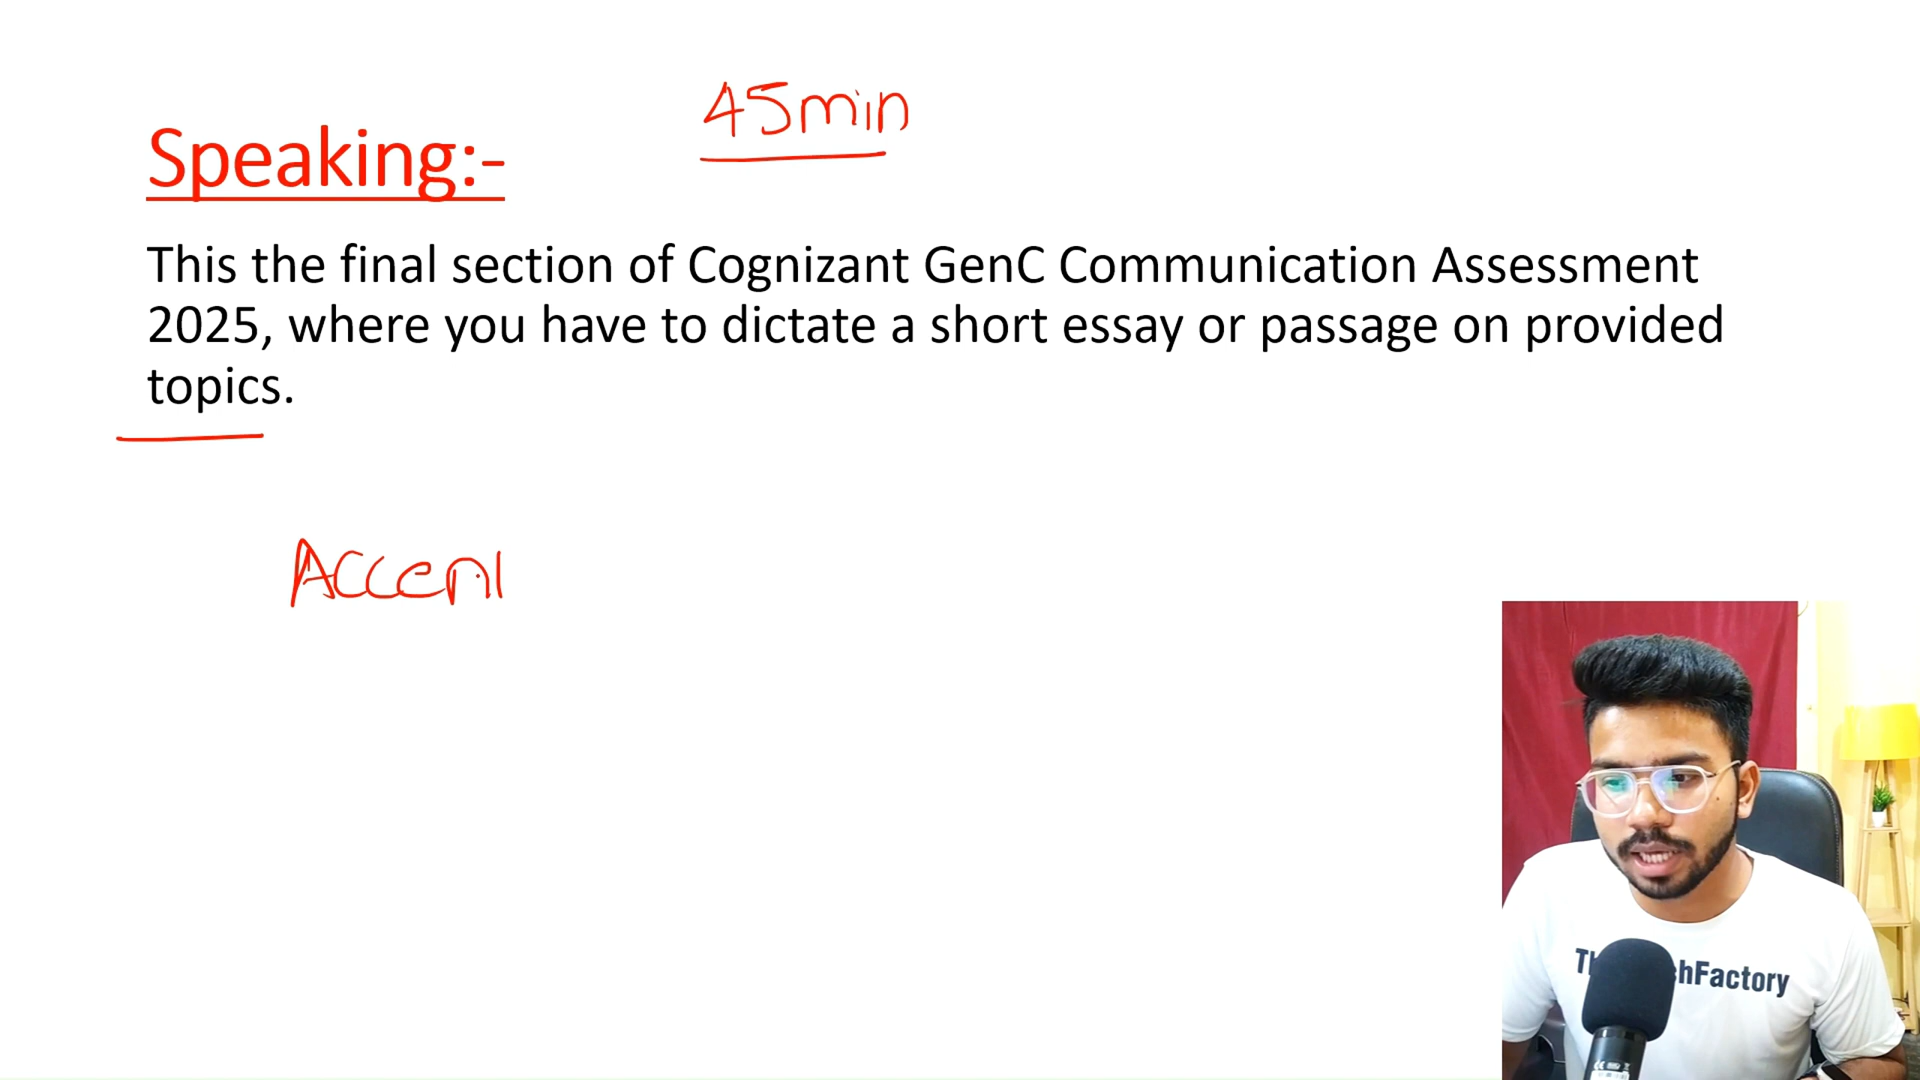 45min
Speaking:-
This the final section of Cognizant GenC Communication Assessment
2025, where you have to dictate a short essay or passage on provided
topics.
Accen
hFactory